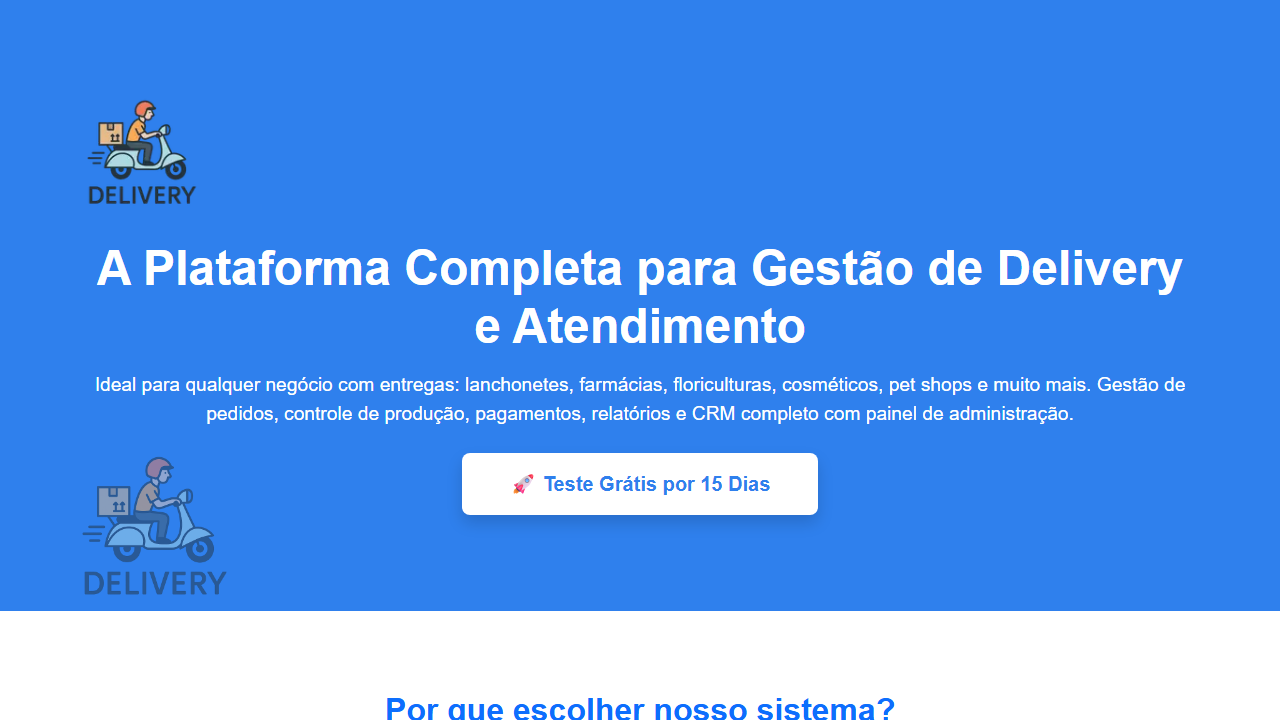 DELIVERY
A Plataforma Completa para Gestão de Delivery
e Atendimento
Ideal para qualquer negócio com entregas: lanchonetes, farmácias, floriculturas, cosméticos, pet shops e muito mais. Gestão de
pedidos, controle de produção, pagamentos, relatórios e CRM completo com painel de administração.
🚀 Teste Grátis por 15 Dias
DELIVERY
Por que escolher nosso sistema?